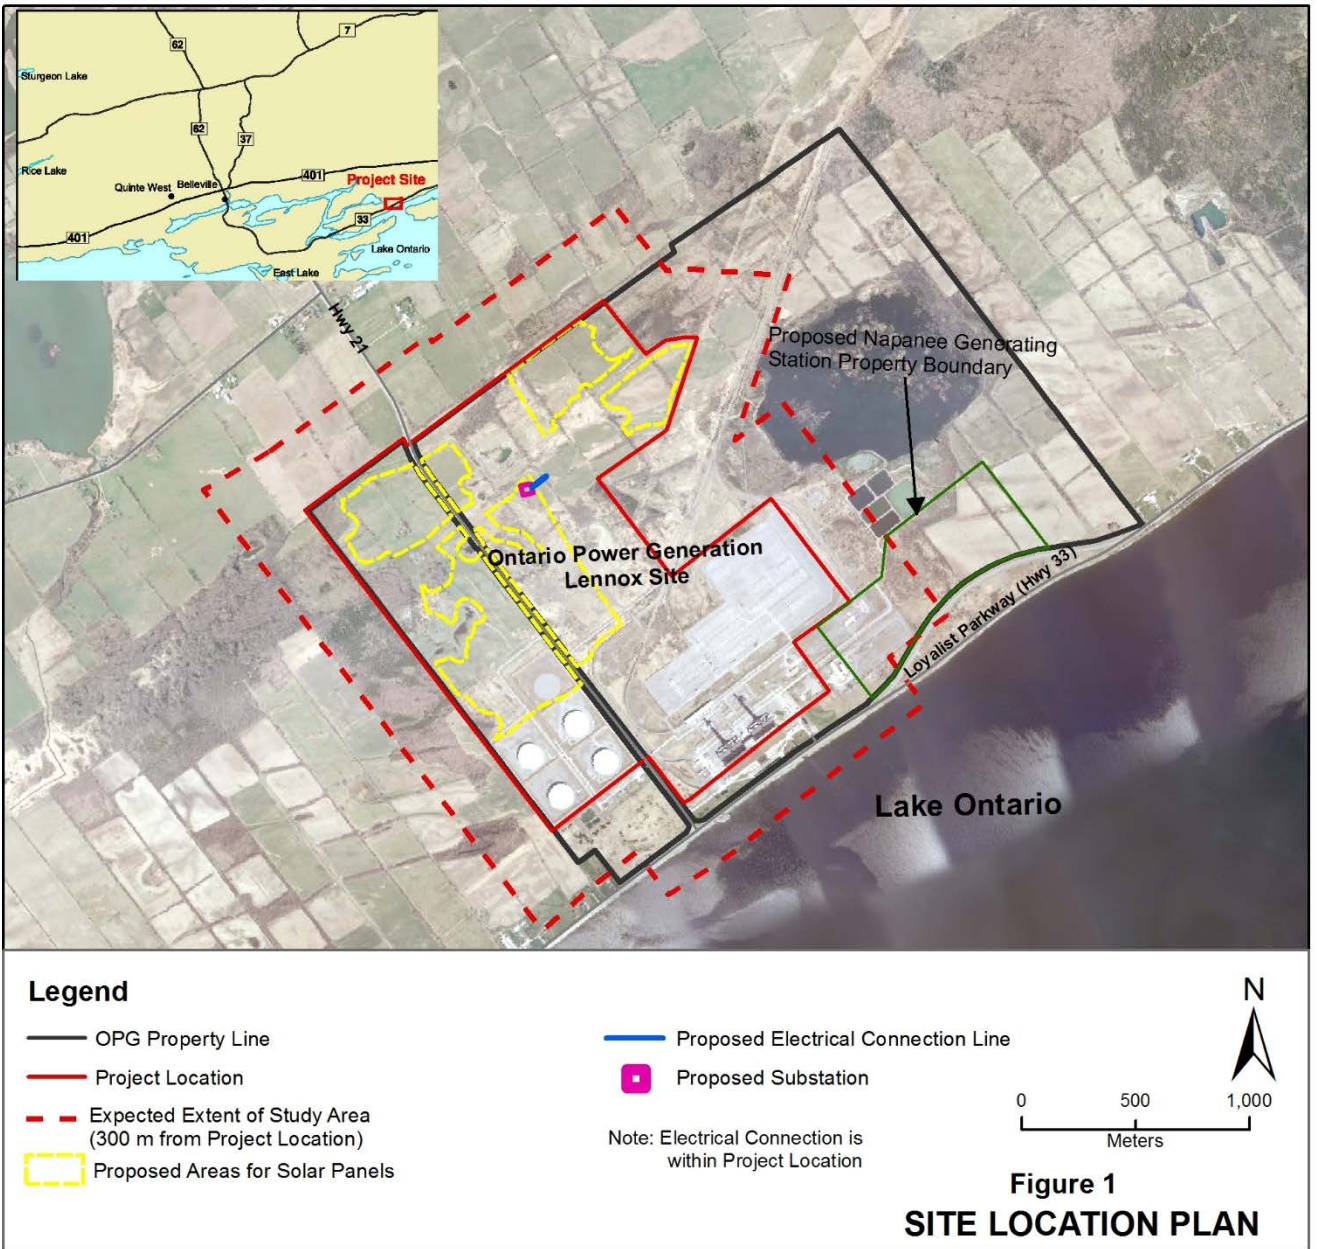 7
62
Sturgeon Lake
62
37
Rice Lake
401
Project Site
Quinte West
Belleville
33
401
Lake Ontario
East Lake
Hwy 21
Proposed Napanee Generating
Station Property Boundary
Ontario Power Generation
Lennox Site
Loyalist Parkway (Hwy 33)
Lake Ontario
Legend
OPG Property Line
Project Location
Expected Extent of Study Area
(300 m from Project Location)
Proposed Areas for Solar Panels
Proposed Electrical Connection Line
Proposed Substation
Note: Electrical Connection is
within Project Location
N
0 500 1,000
Meters
Figure 1
SITE LOCATION PLAN